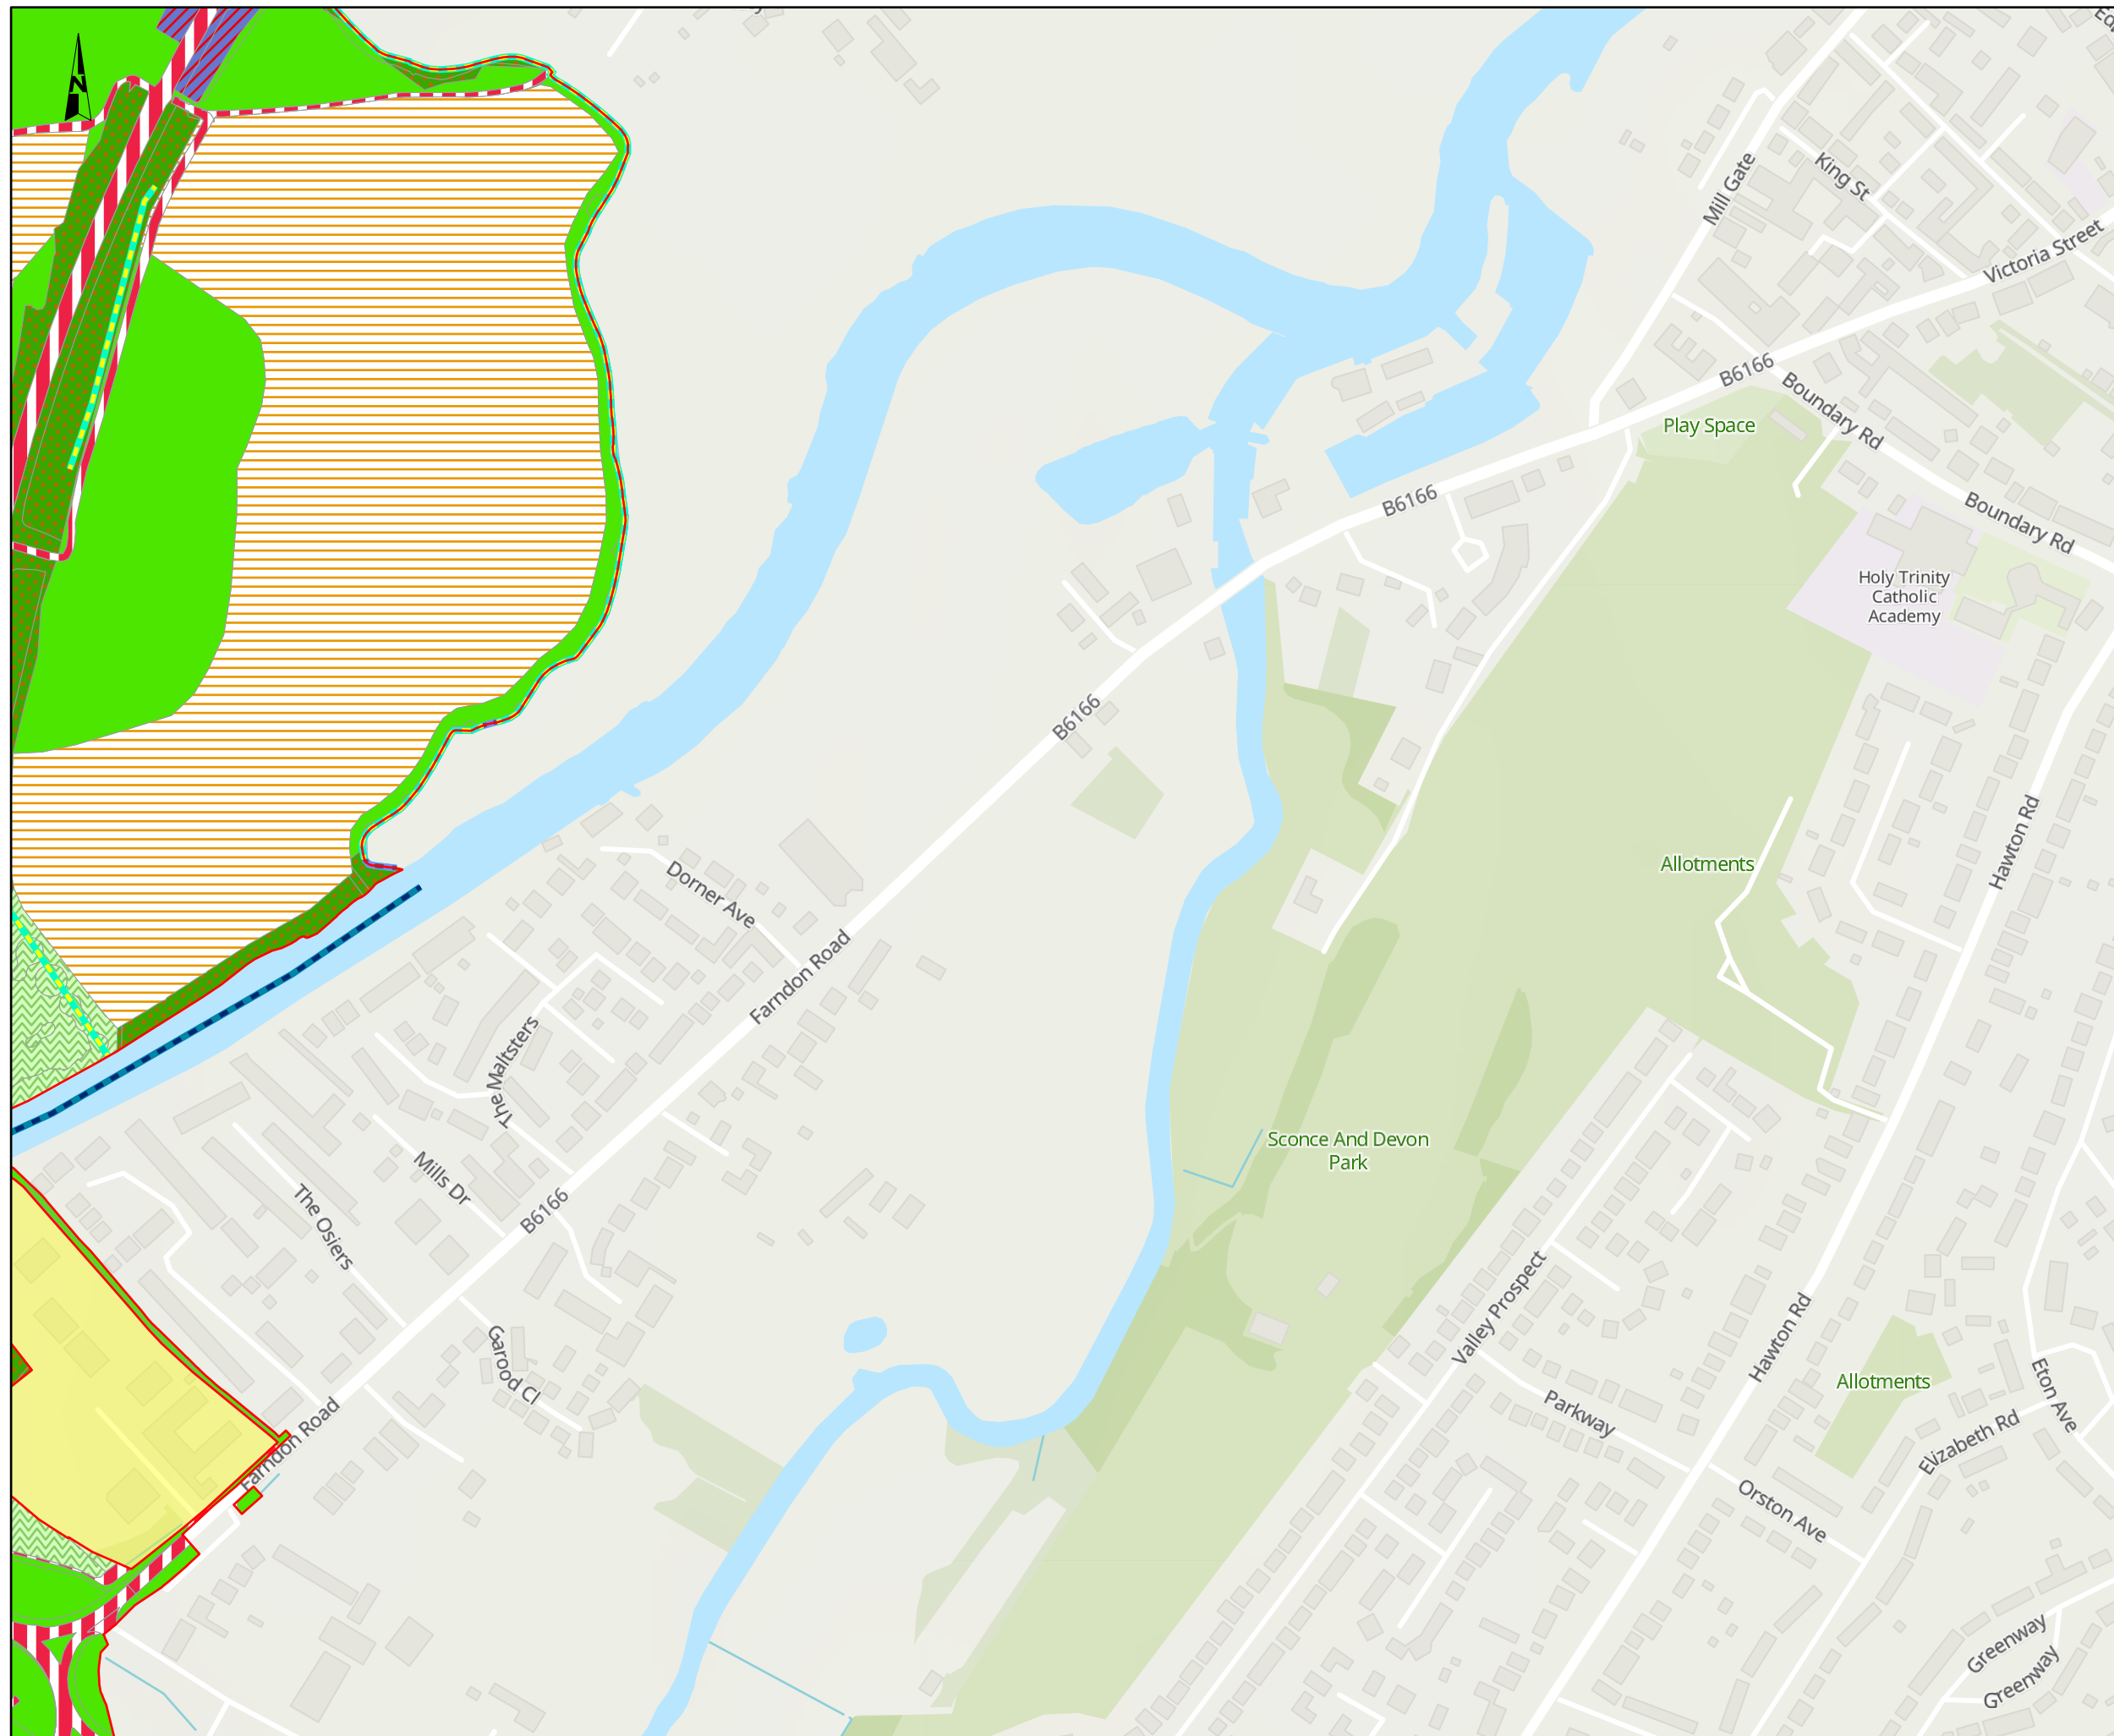 N
Mill Gate
King St
Victoria Street
B6166
Boundary Rd
Play Space
B6166
Boundary Rd
Holy Trinity
Catholic
Academy
B6166
Hawton Rd
Allotments
Dorner Ave
Farndon Road
The Maltsters
Sconce And Devon
Park
Mills Dr
The Osiers
B6166
Valley Prospect
Hawton Rd
Garood Cl
Allotments
Eton Ave
Parkway
Elizabeth Rd
Farndon Road
Orston Ave
Greenway
Greenway